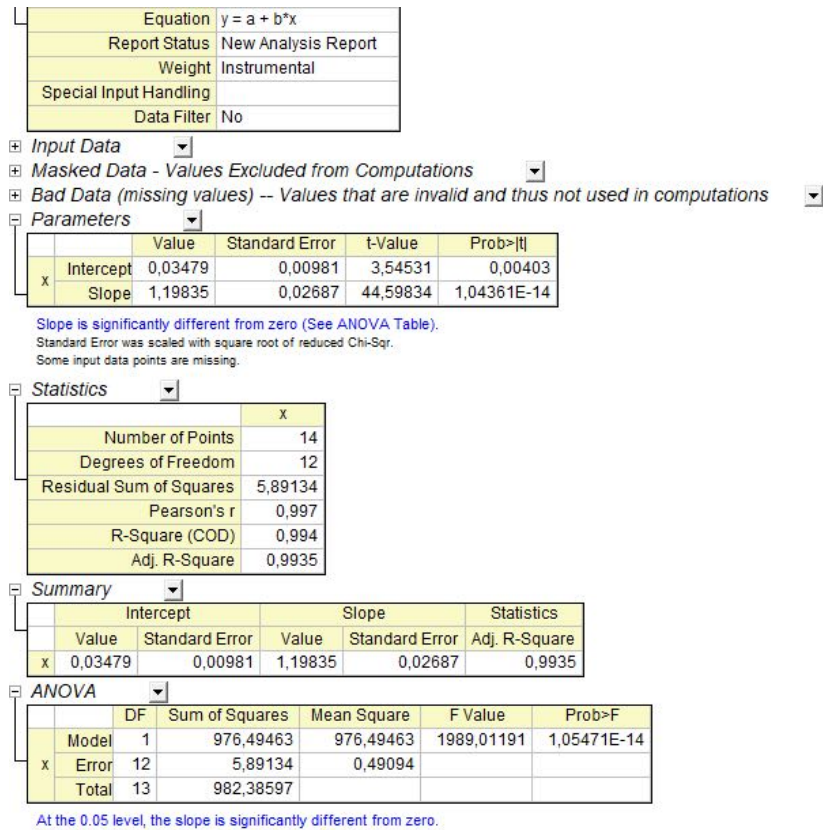 Equation y = a + b*x
Report Status New Analysis Report
Weight Instrumental
Special Input Handling
Data Filter No
Input Data
Masked Data - Values Excluded from Computations
Bad Data (missing values) -- Values that are invalid and thus not used in computations
Parameters
Value Standard Error t-Value Prob>|t|
x Intercept 0,03479 0,00981 3,54531 0,00403
Slope 1,19835 0,02687 44,59834 1,04361E-14
Slope is significantly different from zero (See ANOVA Table).
Standard Error was scaled with square root of reduced Chi-Sqr.
Some input data points are missing.
Statistics
x
Number of Points 14
Degrees of Freedom 12
Residual Sum of Squares 5,89134
Pearson's r 0,997
R-Square (COD) 0,994
Adj. R-Square 0,9935
Summary
Intercept Slope Statistics
Value Standard Error Value Standard Error Adj. R-Square
x 0,03479 0,00981 1,19835 0,02687 0,9935
ANOVA
DF Sum of Squares Mean Square F Value Prob>F
Model 1 976,49463 976,49463 1989,01191 1,05471E-14
x Error 12 5,89134 0,49094
Total 13 982,38597
At the 0.05 level, the slope is significantly different from zero.